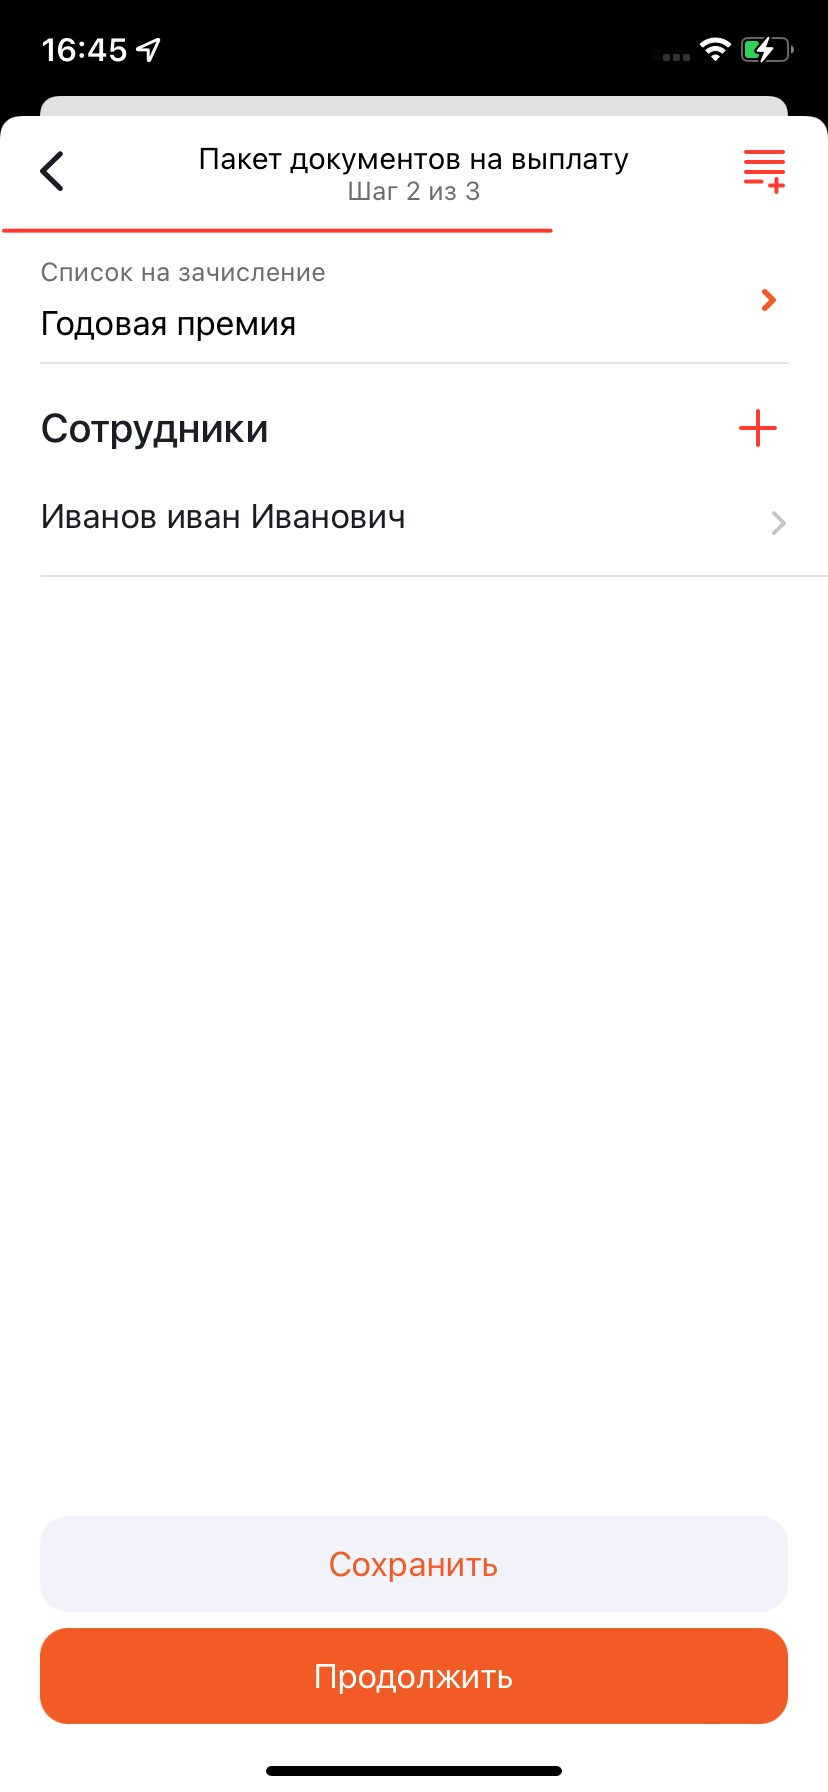 16:45
Пакет документов на выплату
Шаг 2 из 3
Список на зачисление
Годовая премия
Сотрудники
Иванов иван Иванович
Сохранить
Продолжить